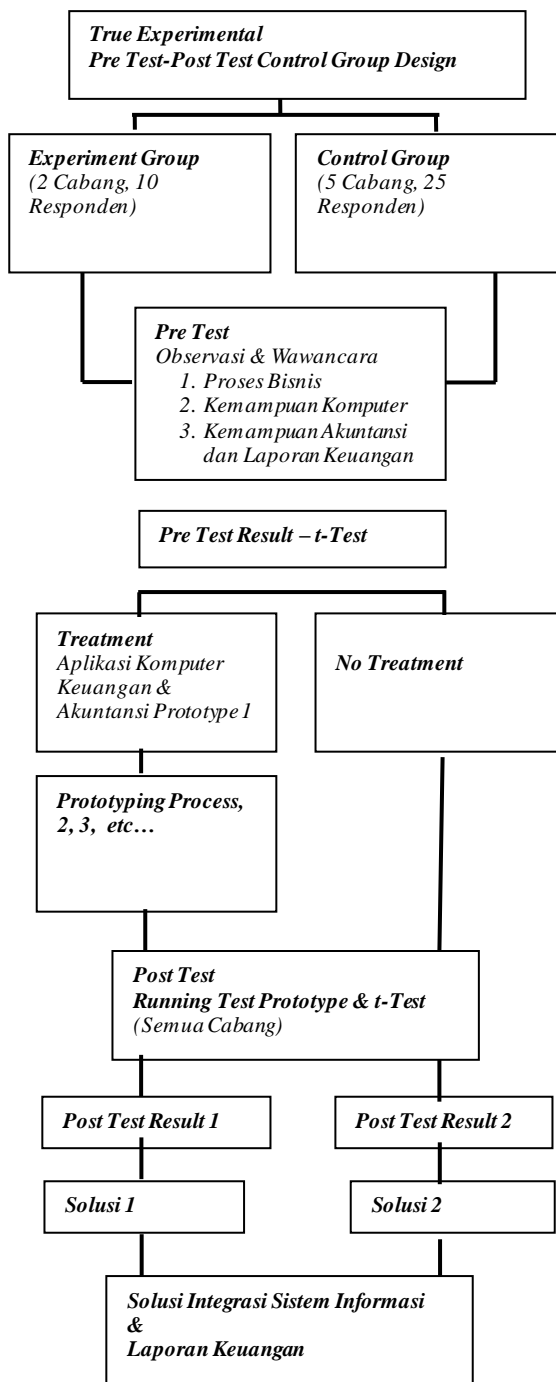 True Experimental
Pre Test-Post Test Control Group Design
Experiment Group
(2 Cabang, 10
Responden)
Control Group
(5 Cabang, 25
Responden)
Pre Test
Observasi & Wawancara
1. Proses Bisnis
2. Kemampuan Komputer
3. Kemampuan Akuntansi
dan Laporan Keuangan
Pre Test Result – t-Test
Treatment
Aplikasi Komputer
Keuangan &
Akuntansi Prototype 1
No Treatment
Prototyping Process,
2, 3, etc…
Post Test
Running Test Prototype & t-Test
(Semua Cabang)
Post Test Result 1
Post Test Result 2
Solusi 1
Solusi 2
Solusi Integrasi Sistem Informasi
&
Laporan Keuangan